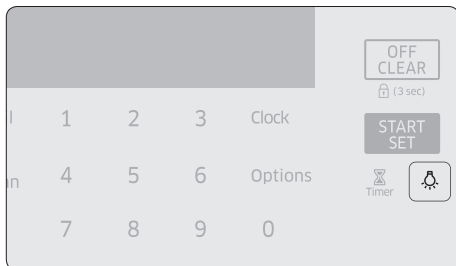 OFF
CLEAR
(3 sec)
1 2 3 Clock
START
SET
4 5 6 Options
Timer
7 8 9 0